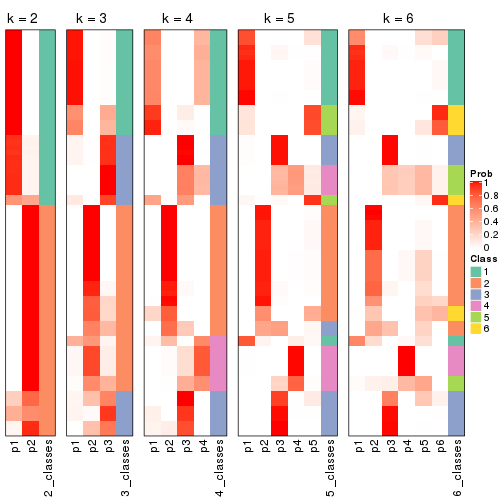 k = 2
k = 3
k = 4
k = 5
k = 6
Prob
1
0.8
0.6
0.4
0.2
0
Class
1
2
3
4
5
6
p1
p2
2_classes
p1
p2
p3
3_classes
p1
p2
p3
p4
4_classes
p1
p2
p3
p4
p5
5_classes
p1
p2
p3
p4
p5
p6
6_classes